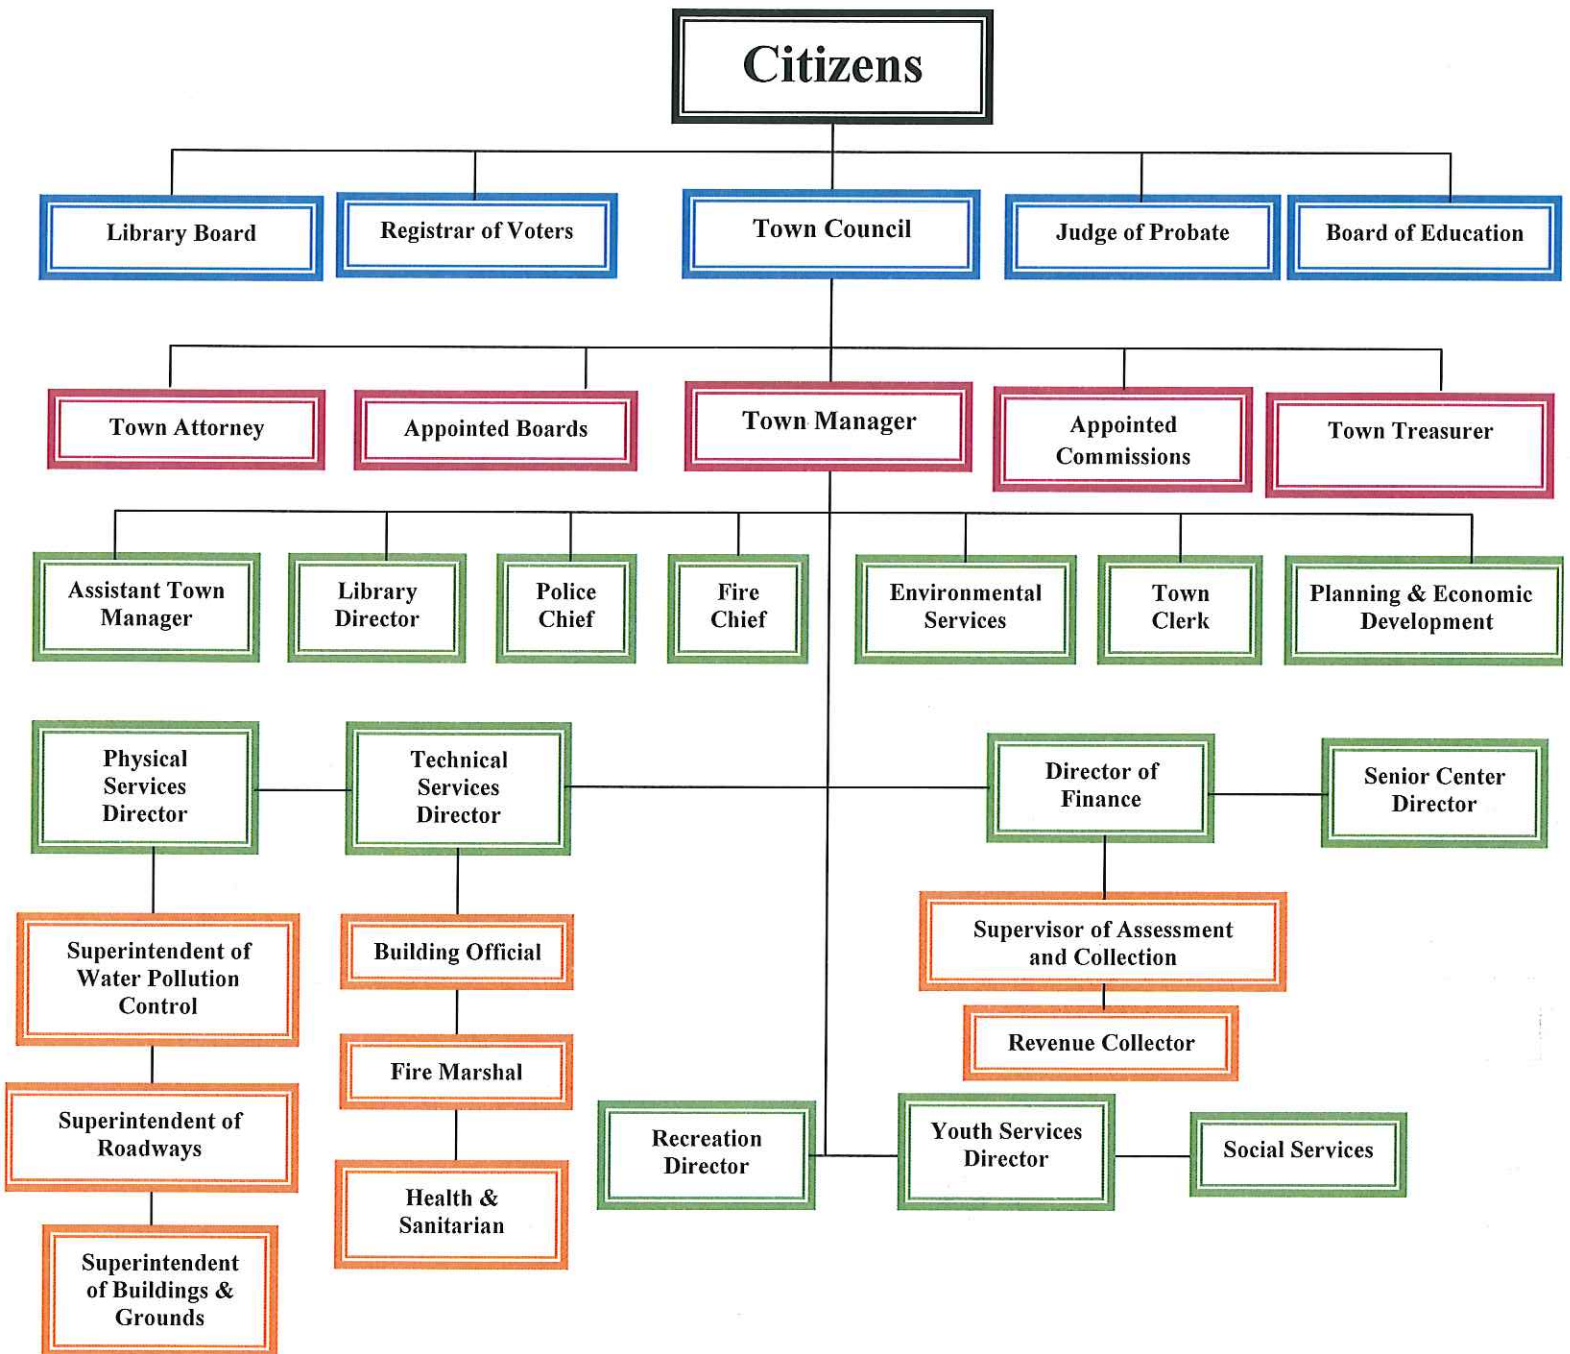 Citizens
Library Board
Registrar of Voters
Town Council
Judge of Probate
Board of Education
Town Attorney
Appointed Boards
Town Manager
Appointed
Commissions
Town Treasurer
Assistant Town
Manager
Library
Director
Police
Chief
Fire
Chief
Environmental
Services
Town
Clerk
Planning & Economic
Development
Physical
Services
Director
Technical
Services
Director
Director of
Finance
Senior Center
Director
Superintendent of
Water Pollution
Control
Building Official
Supervisor of Assessment
and Collection
Revenue Collector
Fire Marshal
Superintendent of
Roadways
Recreation
Director
Youth Services
Director
Social Services
Health &
Sanitarian
Superintendent
of Buildings &
Grounds